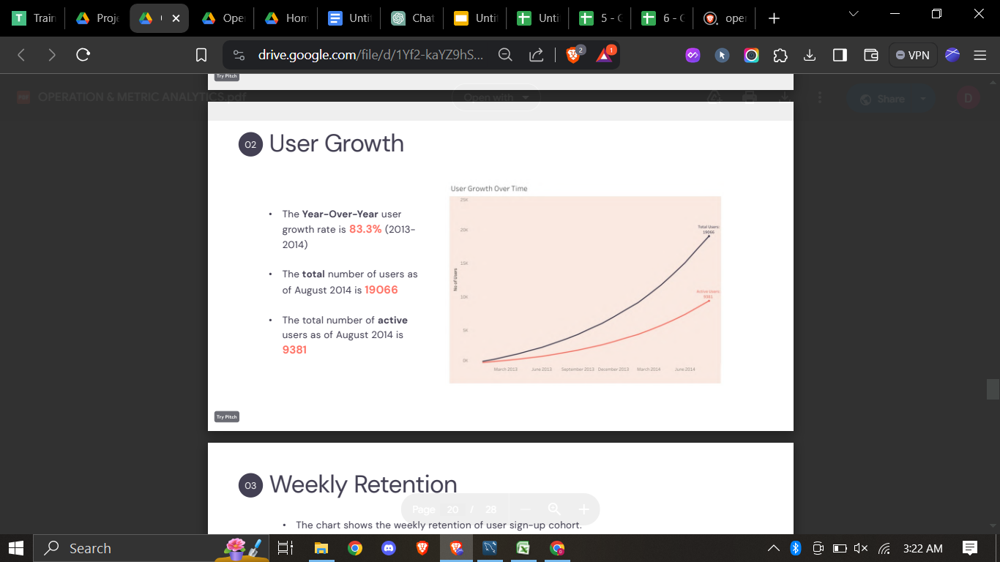 Train
Proje
Ope
Hom
Unti
Chat
Unti
Unti
5 - C
6 - C
oper
drive.google.com/file/d/1Yf2-kaYZ9hS...
2
1
VPN
Try Pitch
PDF
OPERATION & METRIC ANALYTICS.pdf
Open with
Share
D
02
User Growth
• The Year-Over-Year user
growth rate is 83.3% (2013-
2014)
• The total number of users as
of August 2014 is 19066
• The total number of active
users as of August 2014 is
9381
User Growth Over Time
25K
20K
15K
10K
5K
0K
No of Users
Total Users:
19066
Active Users:
9381
March 2013
June 2013
September 2013
December 2013
March 2014
June 2014
Try Pitch
03
Weekly Retention
Page 20 / 28
• The chart shows the weekly retention of user sign-up cohort.
Search
3:22 AM